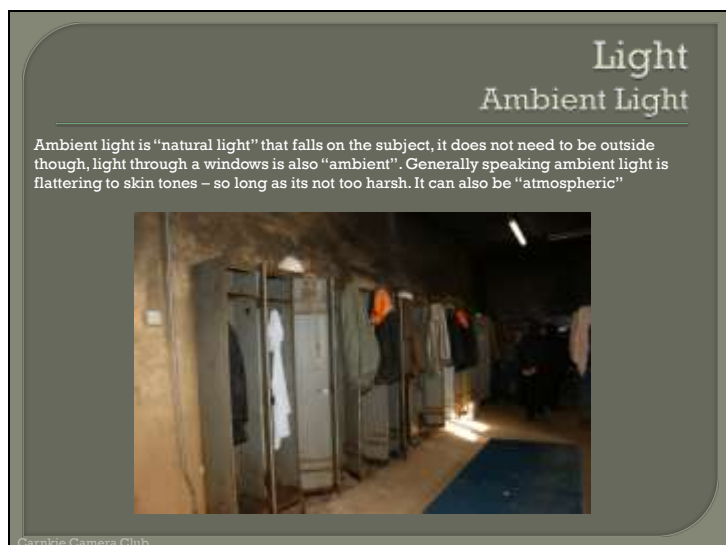 Light
Ambient Light
Ambient light is “natural light” that falls on the subject, it does not need to be outside
though, light through a windows is also “ambient”. Generally speaking ambient light is
flattering to skin tones – so long as its not too harsh. It can also be “atmospheric”
Carnkie Camera Club